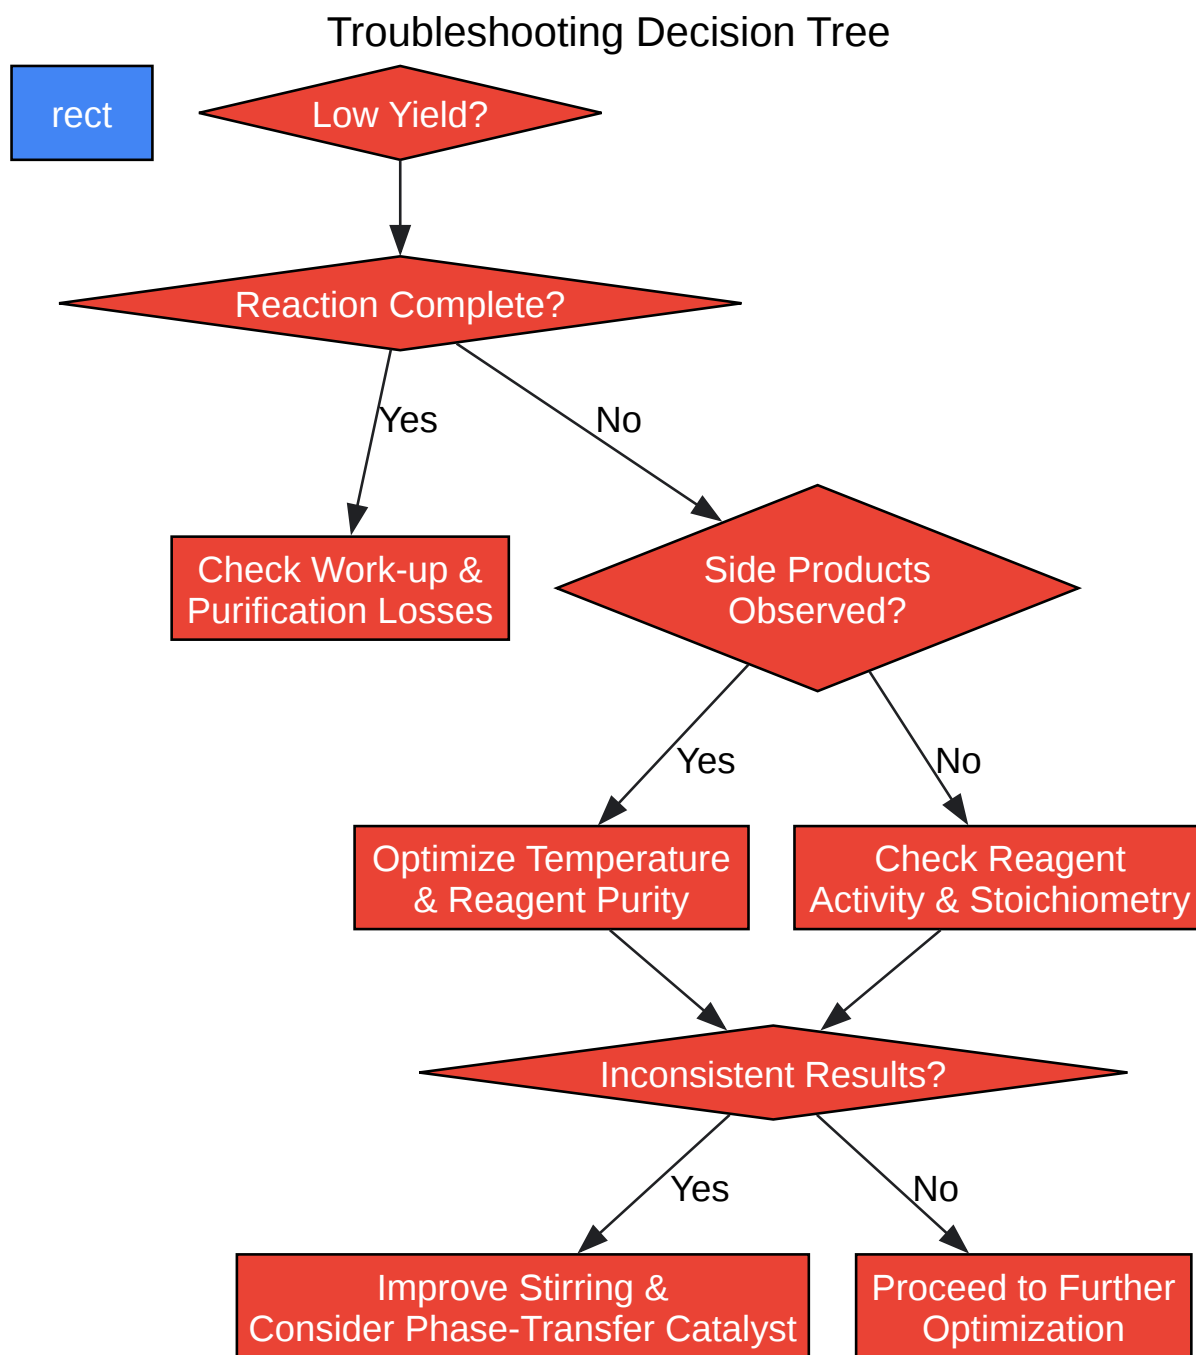 Troubleshooting Decision Tree
rect
Low Yield?
Reaction Complete?
Yes
No
Check Work-up &
Purification Losses
Side Products
Observed?
Yes
No
Optimize Temperature
& Reagent Purity
Check Reagent
Activity & Stoichiometry
Inconsistent Results?
Yes
No
Improve Stirring &
Consider Phase-Transfer Catalyst
Proceed to Further
Optimization